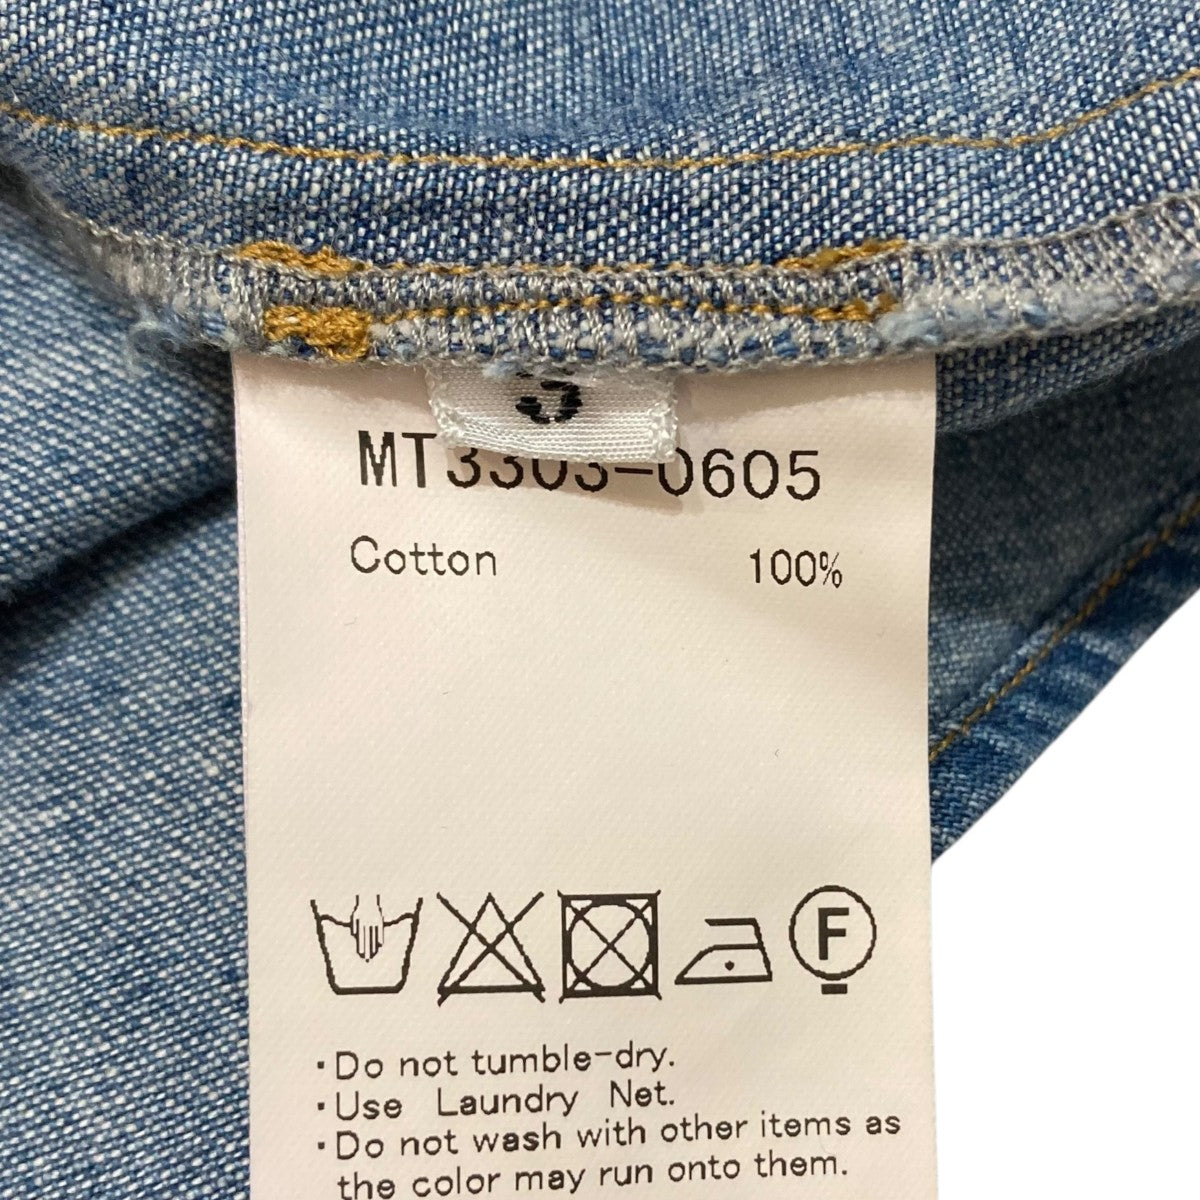 3
MT3303-0605
Cotton 100%
F
・Do not tumble-dry.
・Use Laundry Net.
・Do not wash with other items as
the color may run onto them.